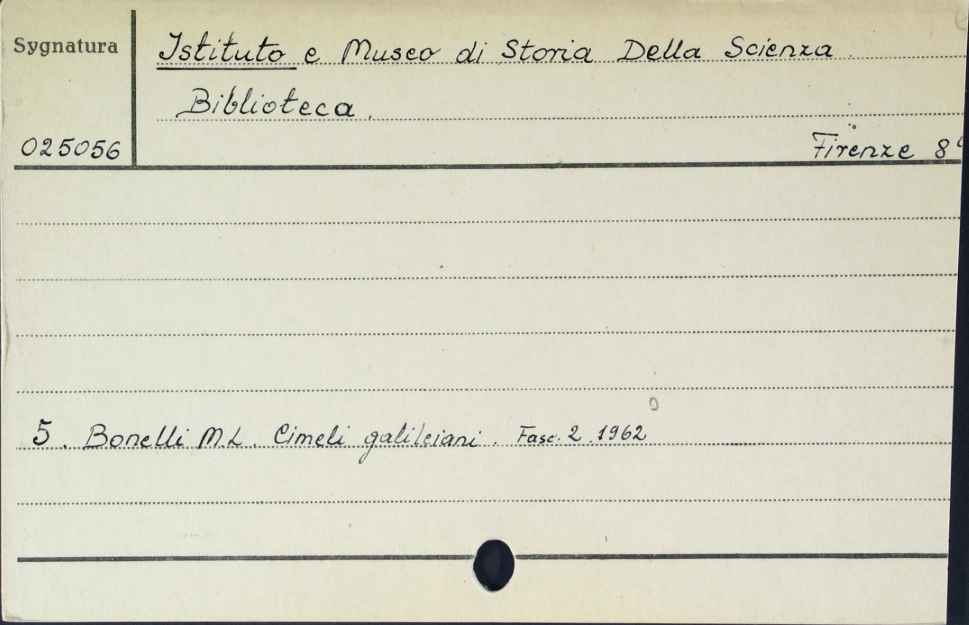 Sygnatura
Istituto e Museo di Storia Della Scienza.
Biblioteca.
025056
Firenze 8°
5. Bonelli M.L. Cimeli galileiani. Fasc. 2. 1962